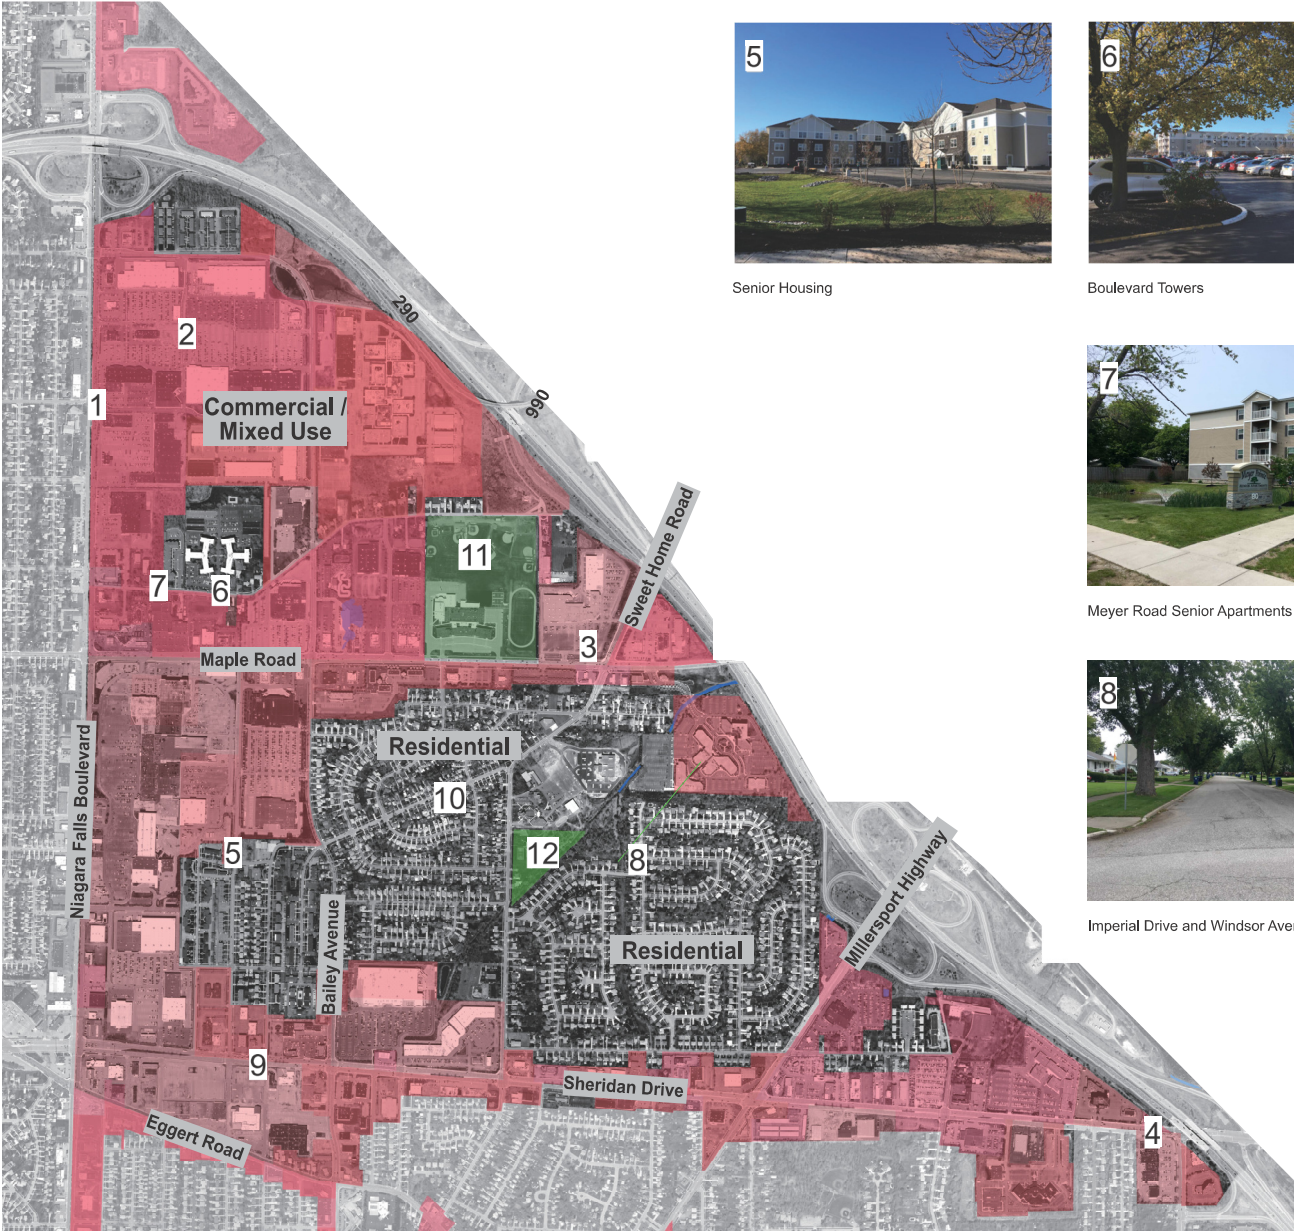 5
6
Senior Housing
Boulevard Towers
290
2
7
1
Commercial /
Mixed Use
990
Sweet Home Road
11
7
6
Meyer Road Senior Apartments
3
Maple Road
8
Residential
10
Niagara Falls Boulevard
5
12
8
Millersport Highway
Imperial Drive and Windsor
Bailey Avenue
Residential
9
Sheridan Drive
4
Eggert Road